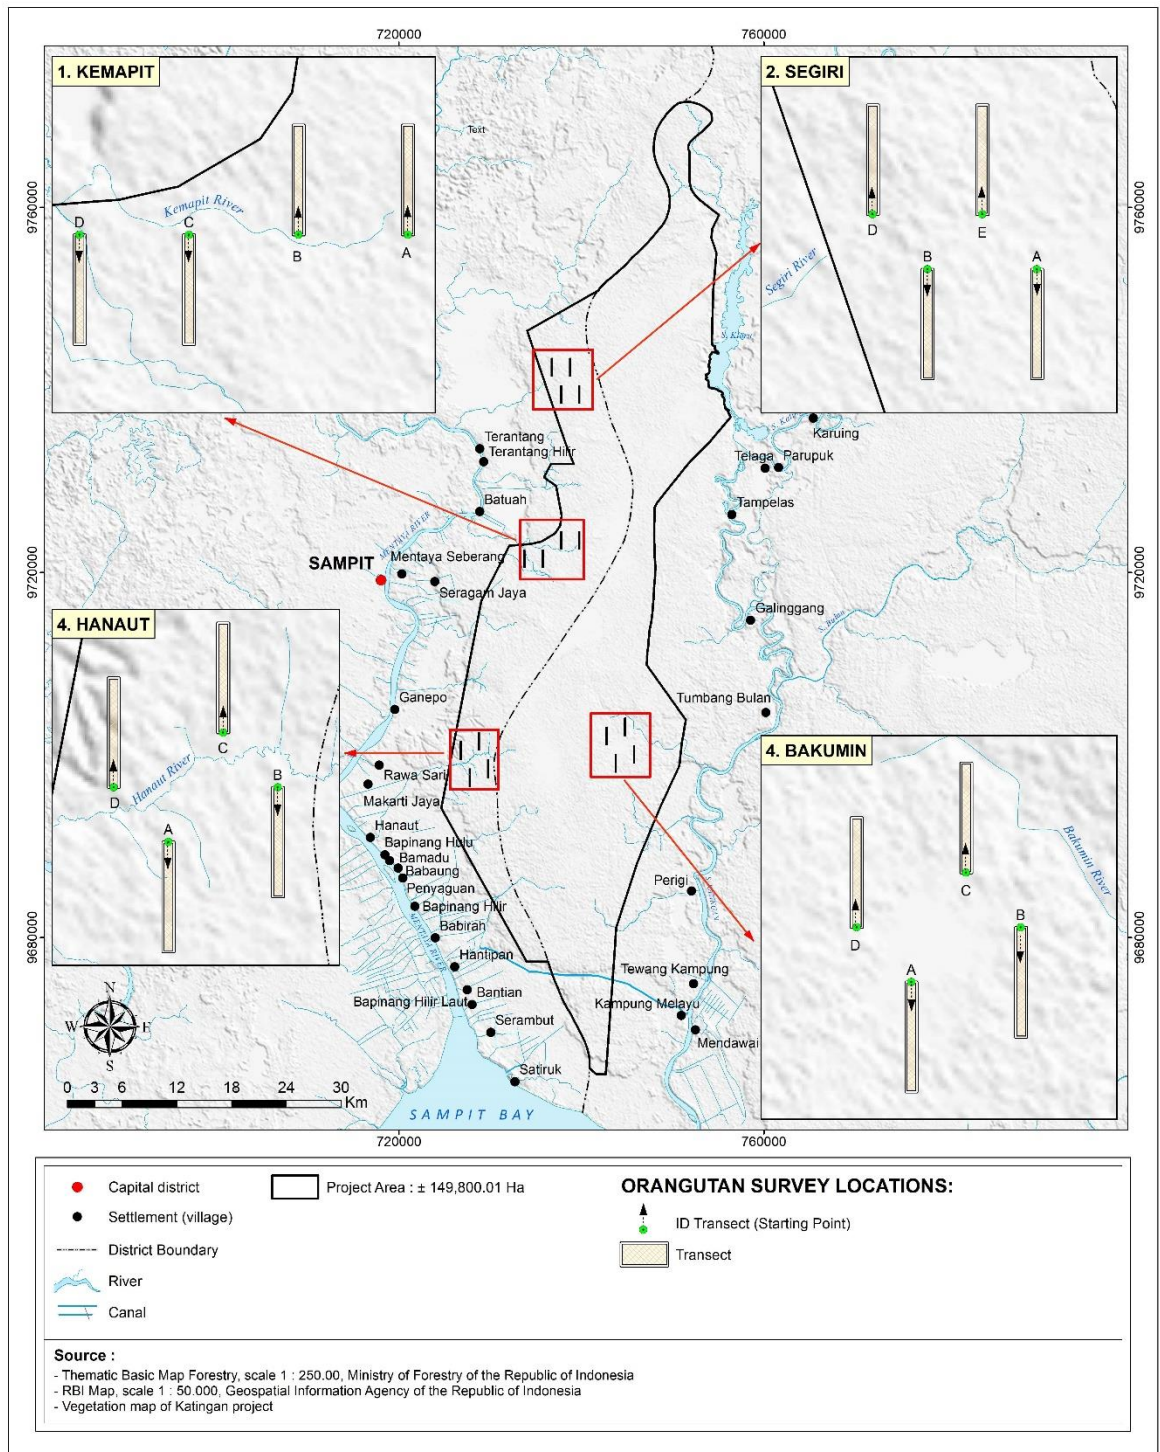 720000
760000
1. KEMAPIT
D
Kemapit River
C
B
A
Text
2. SEGIRI
D
E
B
A
Segiri River
9760000
9760000
S. Klaru
Karuing
Terantang
Terantang Hilir
Telaga
Parupuk
Batuah
Tampelas
MENTAYA RIVER
SAMPIT
Mentaya Seberang
Seragam Jaya
9720000
9720000
Galinggang
S. Bulan
4. HANAUT
C
Hanaut River
D
B
A
Ganepo
Tumbang Bulan
Rawa Sari
Makarti Jaya
Hanaut
Bapinang Hulu
Bamadu
Babaung
Penyaguan
Bapinang Hilir
MENTAYA RIVER
Babirah
Hantipan
Bantian
Bapinang Hilir Laut
Serambut
Satiruk
Perigi
Tewang Kampung
Kampung Melayu
Mendawai
4. BAKUMIN
Bakumin River
C
D
B
A
9680000
9680000
N
W
E
S
0 3 6 12 18 24 30
Km
SAMPIT BAY
720000
760000
Capital district
Settlement (village)
District Boundary
River
Canal
Project Area : ± 149,800.01 Ha
ORANGUTAN SURVEY LOCATIONS:
ID Transect (Starting Point)
Transect
Source :
- Thematic Basic Map Forestry, scale 1 : 250.00, Ministry of Forestry of the Republic of Indonesia
- RBI Map, scale 1 : 50.000, Geospatial Information Agency of the Republic of Indonesia
- Vegetation map of Katingan project